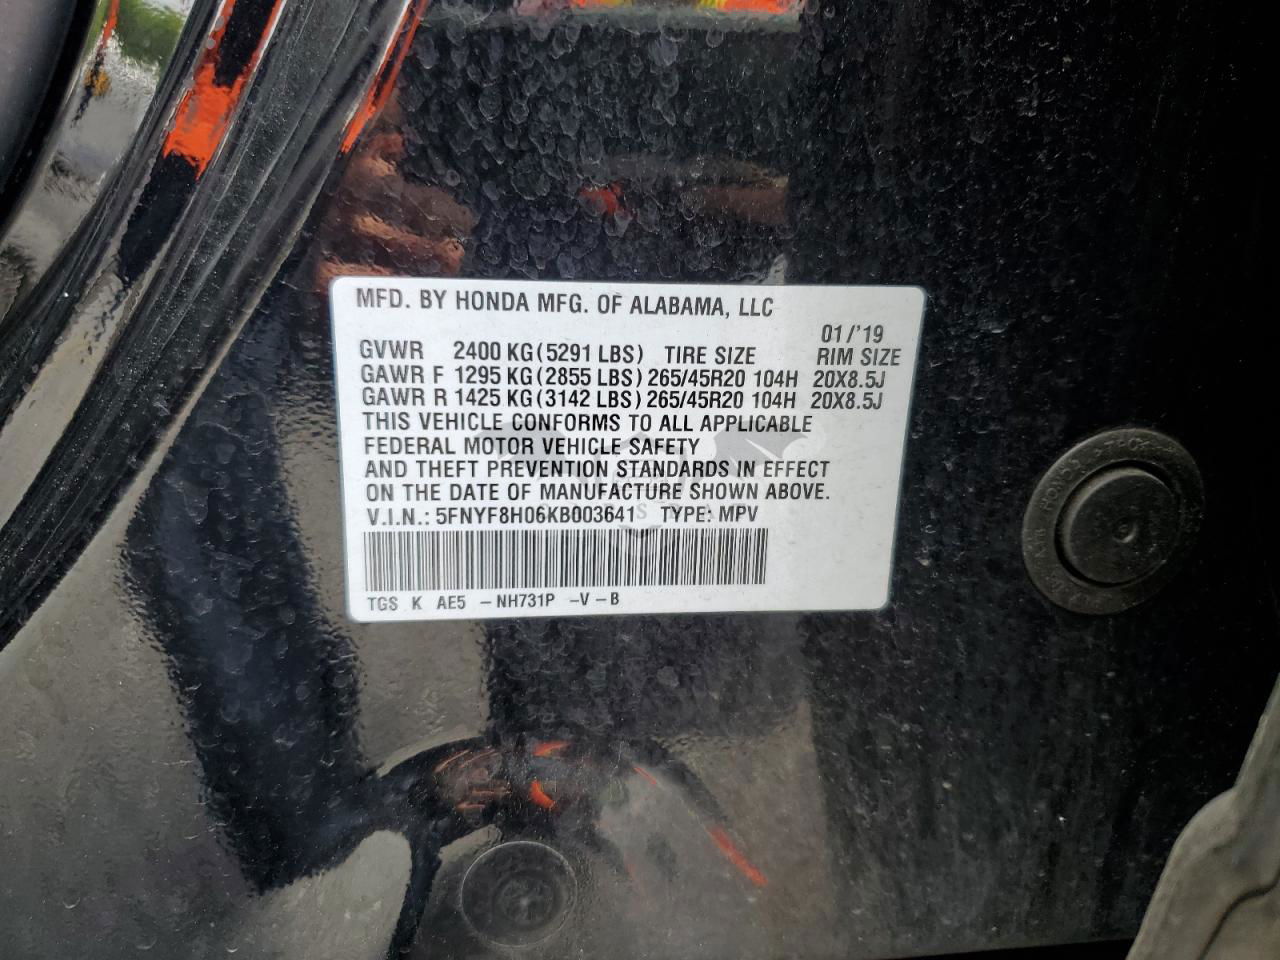 MFD. BY HONDA MFG. OF ALABAMA, LLC
01/'19
GVWR 2400 KG(5291 LBS) TIRE SIZE RIM SIZE
GAWR F 1295 KG(2855 LBS) 265/45R20 104H 20X8.5J
GAWR R 1425 KG(3142 LBS) 265/45R20 104H 20X8.5J
THIS VEHICLE CONFORMS TO ALL APPLICABLE
FEDERAL MOTOR VEHICLE SAFETY
AND THEFT PREVENTION STANDARDS IN EFFECT
ON THE DATE OF MANUFACTURE SHOWN ABOVE.
V.I.N.: 5FNYF8H06KB003641 TYPE: MPV
TGS K AE5 -NH731P -V-B